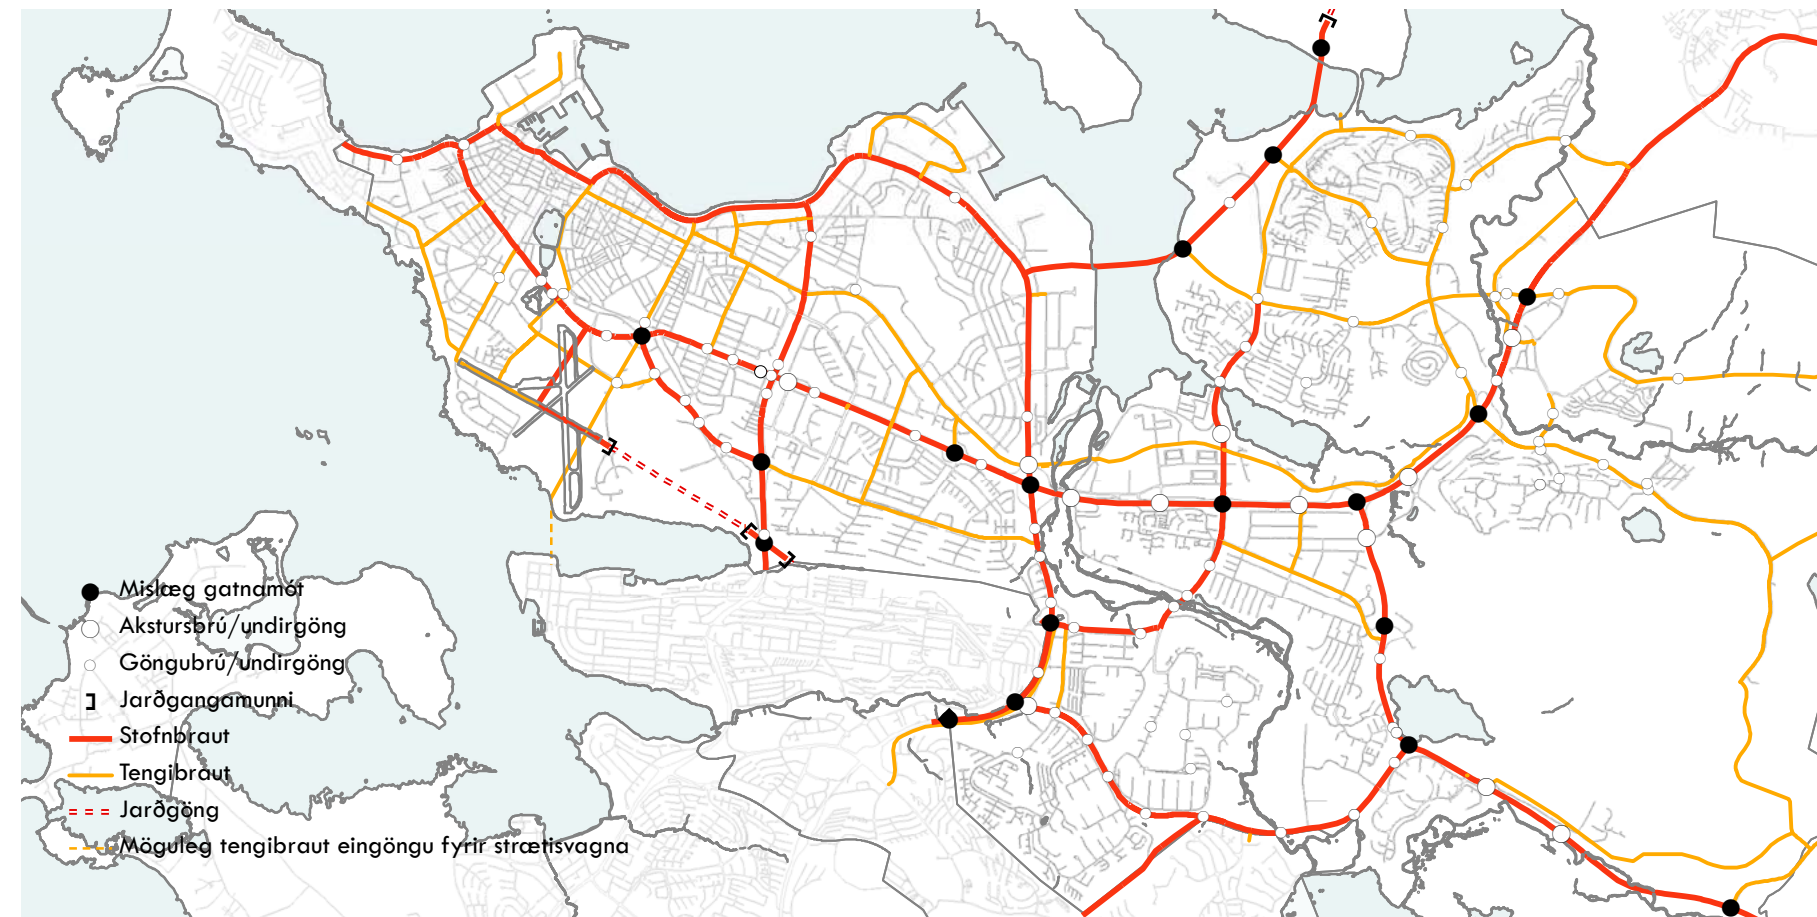 Mislæg gatnamót
Akstursbrú/undirgöng
Göngubrú/undirgöng
Jarðgangamunni
Stofnbraut
Tengibraut
Jarðgöng
Möguleg tengibraut eingöngu fyrir strætisvagna